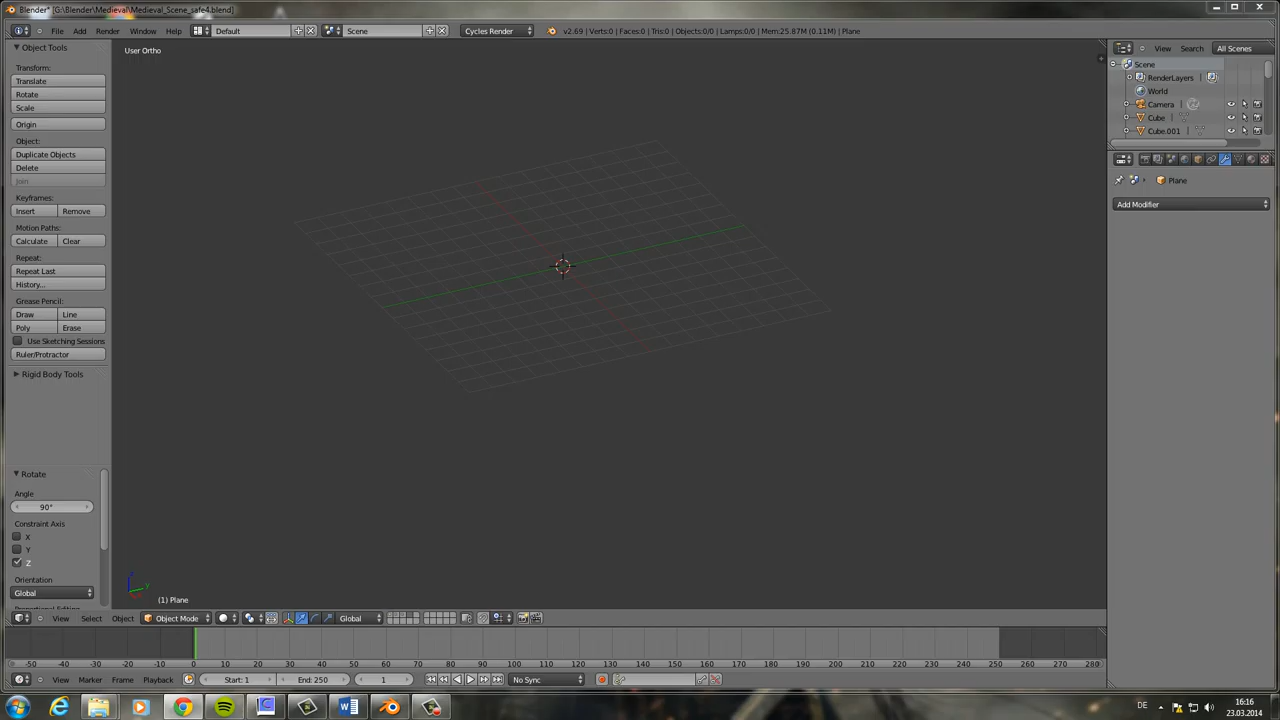 Blender* [G:\Blender\Medieval\Medieval_Scene_safe4.blend]
File Add Render Window Help Default Scene Cycles Render v2.69 | Verts:0 | Faces:0 | Tris:0 | Objects:0/0 | Lamps:0/0 | Mem:25.87M (0.11M) | Plane
Object Tools
Transform:
Translate
Rotate
Scale
Origin
Object:
Duplicate Objects
Delete
Join
Keyframes:
Insert Remove
Motion Paths:
Calculate Clear
Repeat:
Repeat Last
History...
Grease Pencil:
Draw Line
Poly Erase
Use Sketching Sessions
Ruler/Protractor
Rigid Body Tools
Rotate
Angle
90°
Constraint Axis
X
Y
Z
Orientation
Global
User Ortho
z
y
(1) Plane
View Select Object Object Mode Global
View Search All Scenes
Scene
RenderLayers
World
Camera
Cube
Cube.001
Plane
Add Modifier
-50 -40 -30 -20 -10 0 10 20 30 40 50 60 70 80 90 100 110 120 130 140 150 160 170 180 190 200 210 220 230 240 250 260 270 280
View Marker Frame Playback Start: 1 End: 250 1 No Sync
DE
16:16
23.03.2014